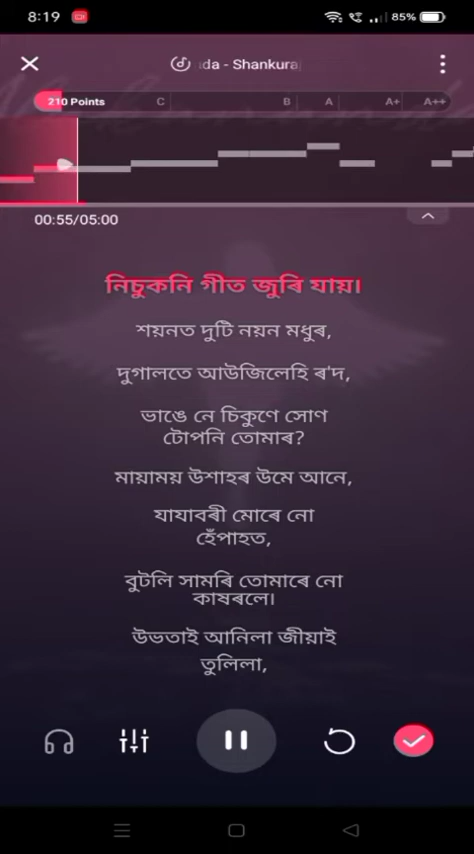 8:19
85%
da - Shankura
210 Points C B A A+ A++
00:55/05:00
নিচুকনি গীত জুৰি যায়।
শয়নত দুটি নয়ন মধুৰ,
দুগালতে আউজিলেহি ৰ'দ,
ভাঙে নে চিকুণে সোণ
টোপনি তোমাৰ?
মায়াময় উশাহৰ উমে আনে,
যাযাবৰী মোৰে নো
হেঁপাহত,
বুটলি সামৰি তোমাৰে নো
কাষৰলে।
উভতাই আনিলা জীয়াই
তুলিলা,